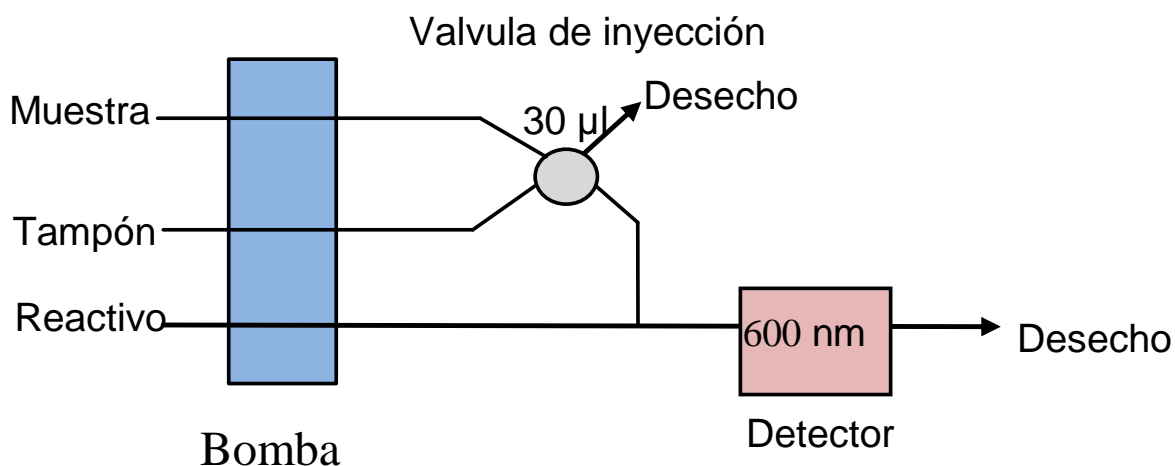 Valvula de inyección
Muestra
30 µl
Desecho
Tampón
Reactivo
600 nm
Desecho
Detector
Bomba